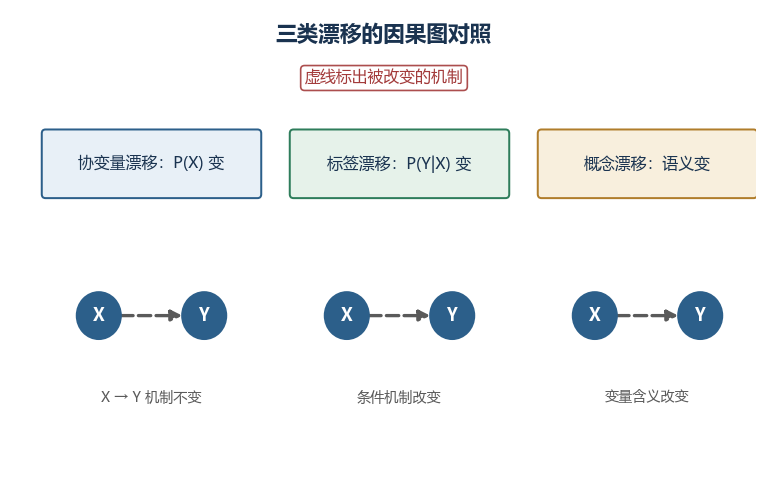 三类漂移的因果图对照
虚线标出被改变的机制
协变量漂移：P(X) 变
标签漂移：P(Y|X) 变
概念漂移：语义变
X
Y
X
Y
X
Y
X → Y 机制不变
条件机制改变
变量含义改变